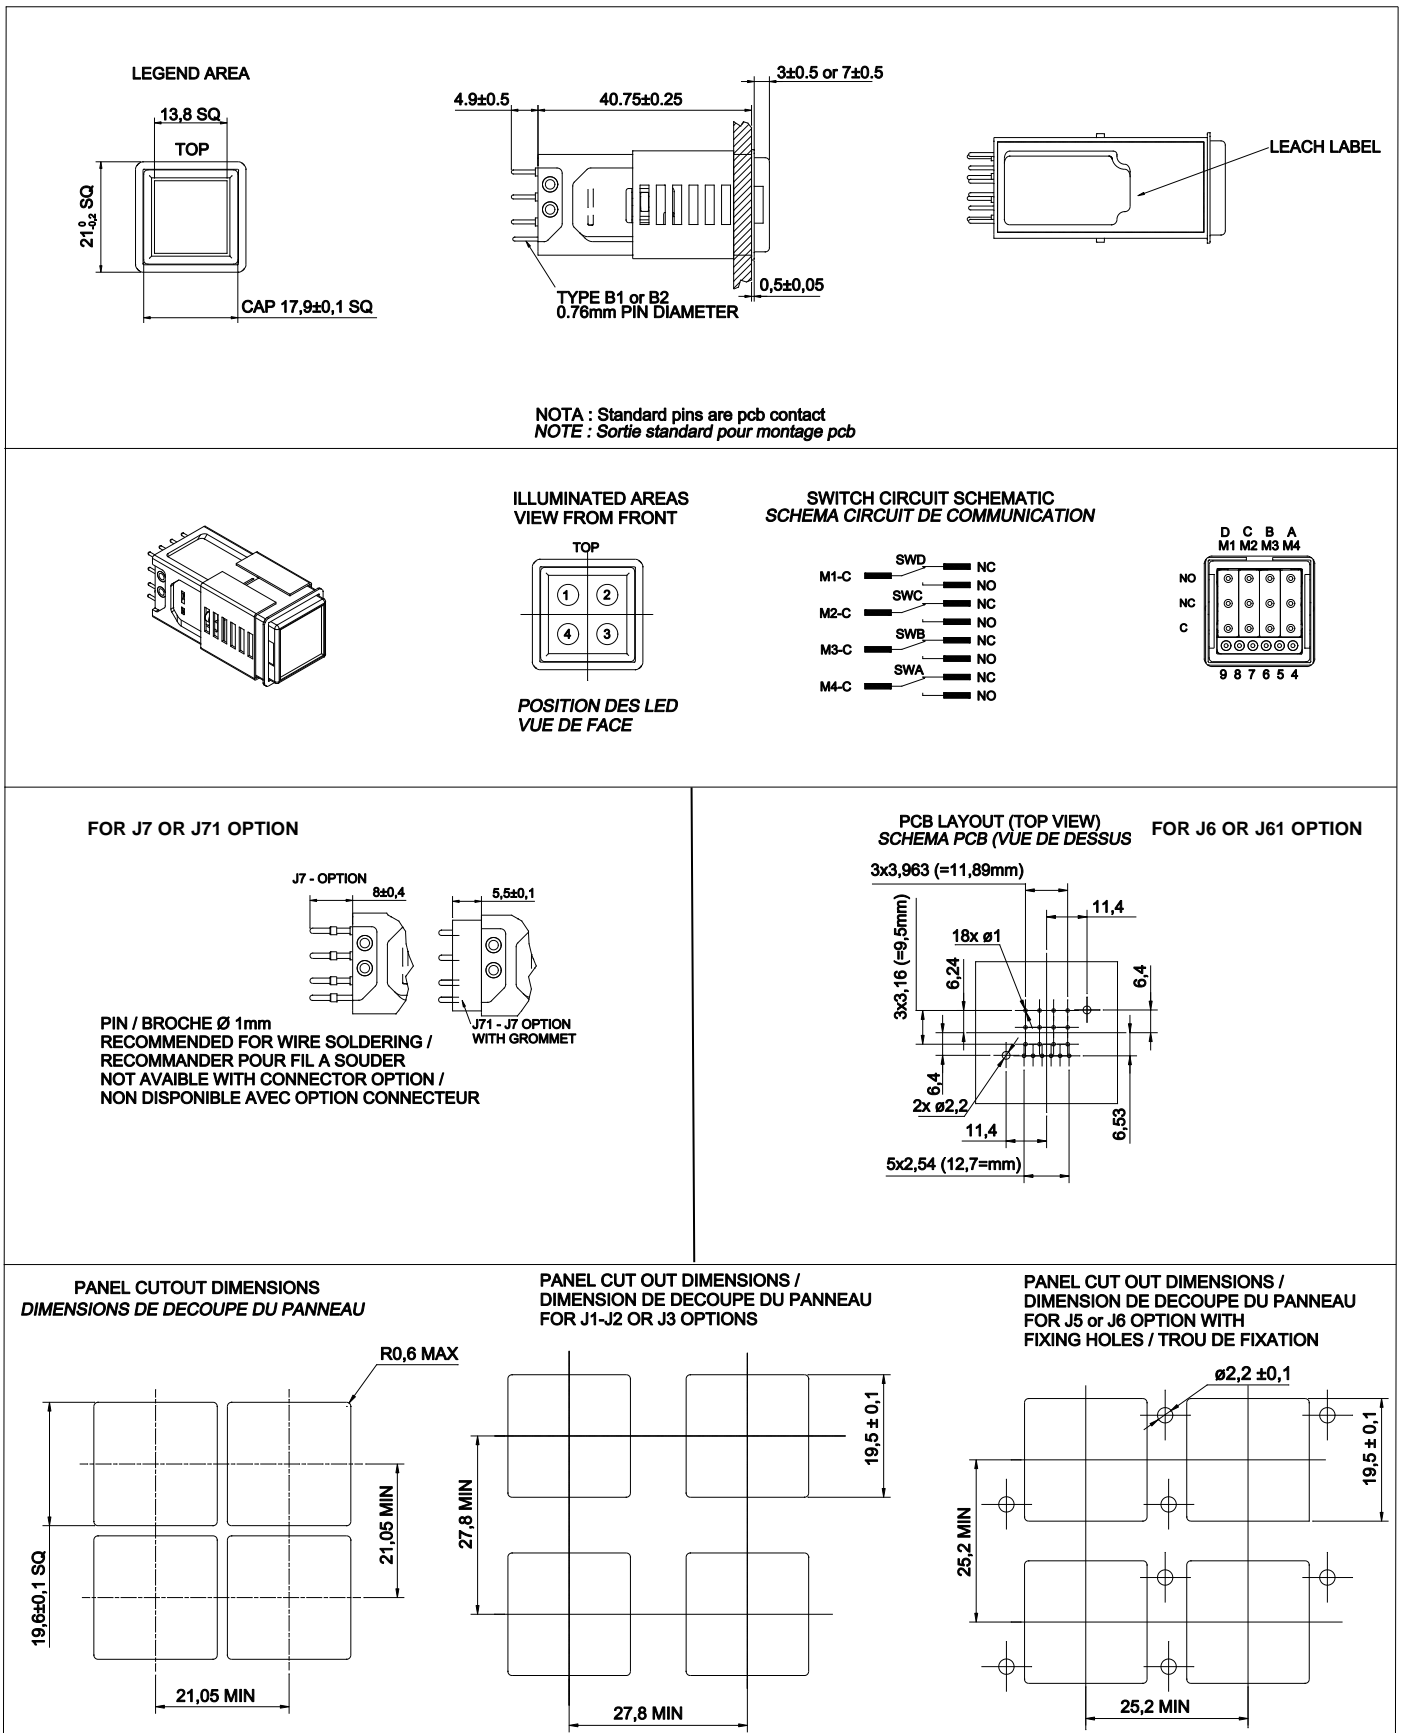 LEGEND AREA
13,8 SQ
TOP
21 0 -0,2 SQ
CAP 17,9±0,1 SQ
4.9±0.5
40.75±0.25
3±0.5 or 7±0.5
TYPE B1 or B2
0.76mm PIN DIAMETER
0,5±0,05
LEACH LABEL
NOTA : Standard pins are pcb contact
NOTE : Sortie standard pour montage pcb
ILLUMINATED AREAS
VIEW FROM FRONT
TOP
1 2
4 3
POSITION DES LED
VUE DE FACE
SWITCH CIRCUIT SCHEMATIC
SCHEMA CIRCUIT DE COMMUNICATION
SWD NC
M1-C NO
SWC NC
M2-C NO
SWB NC
M3-C NO
SWA NC
M4-C NO
D C B A
M1 M2 M3 M4
NO
NC
C
9 8 7 6 5 4
FOR J7 OR J71 OPTION
J7 - OPTION
8±0,4
5,5±0,1
J71 - J7 OPTION
WITH GROMMET
PIN / BROCHE Ø 1mm
RECOMMENDED FOR WIRE SOLDERING /
RECOMMANDER POUR FIL A SOUDER
NOT AVAIBLE WITH CONNECTOR OPTION /
NON DISPONIBLE AVEC OPTION CONNECTEUR
PCB LAYOUT (TOP VIEW)
SCHEMA PCB (VUE DE DESSUS
FOR J6 OR J61 OPTION
3x3,963 (=11,89mm)
11,4
3x3,16 (=9,5mm)
18x ø1
6,24
6,4
6,4
2x ø2,2
6,53
11,4
5x2,54 (12,7=mm)
PANEL CUTOUT DIMENSIONS
DIMENSIONS DE DECOUPE DU PANNEAU
R0,6 MAX
21,05 MIN
19,6±0,1 SQ
21,05 MIN
PANEL CUT OUT DIMENSIONS /
DIMENSION DE DECOUPE DU PANNEAU
FOR J1-J2 OR J3 OPTIONS
19,5 ± 0,1
27,8 MIN
27,8 MIN
PANEL CUT OUT DIMENSIONS /
DIMENSION DE DECOUPE DU PANNEAU
FOR J5 or J6 OPTION WITH
FIXING HOLES / TROU DE FIXATION
ø2,2 ±0,1
19,5 ± 0,1
25,2 MIN
25,2 MIN